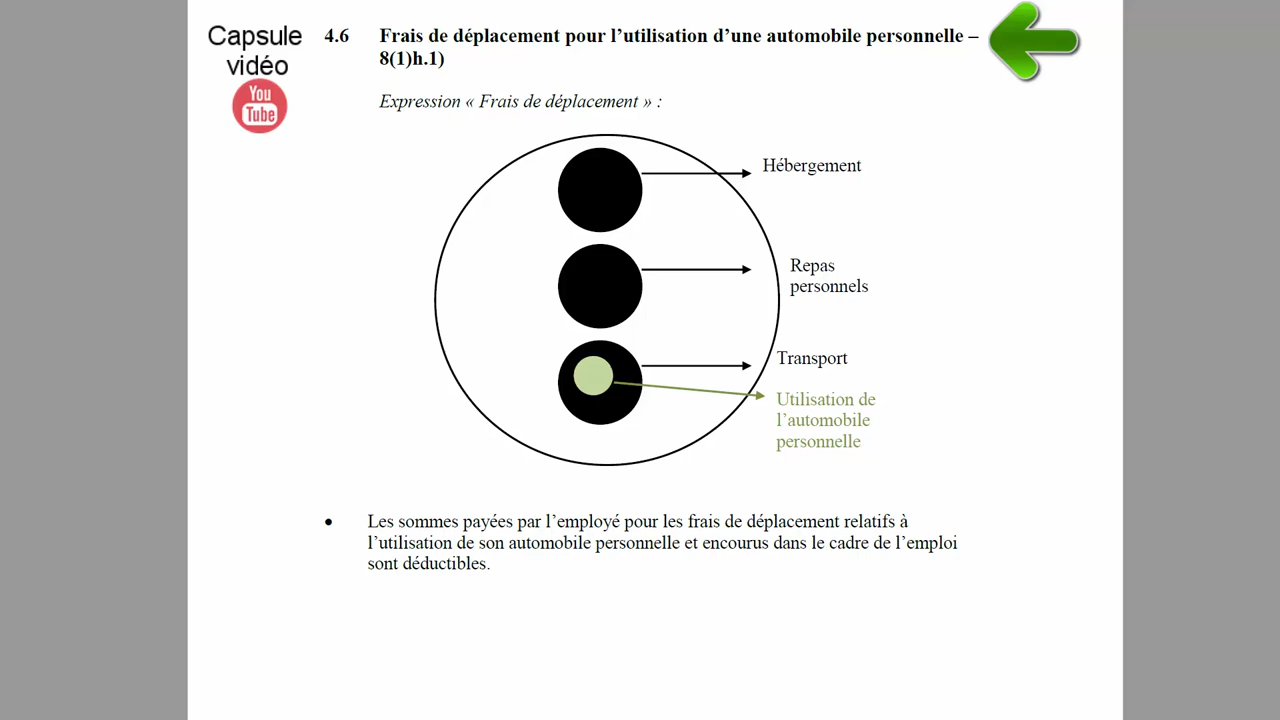 Capsule
vidéo
You
Tube
4.6 Frais de déplacement pour l’utilisation d’une automobile personnelle –
8(1)h.1)
Expression « Frais de déplacement » :
Hébergement
Repas
personnels
Transport
Utilisation de
l’automobile
personnelle
• Les sommes payées par l’employé pour les frais de déplacement relatifs à
l’utilisation de son automobile personnelle et encourus dans le cadre de l’emploi
sont déductibles.